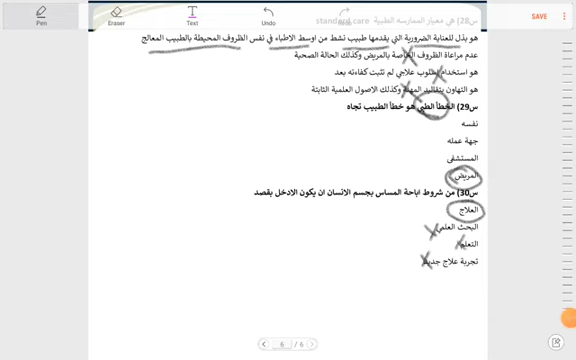 Pen
Eraser
Text
Undo
Redo
س28) هي معيار الممارسه الطبية standard care
هو بذل للعناية الضرورية التي يقدمها طبيب نشط من اوسط الاطباء في نفس الظروف المحيطة بالطبيب المعالج
عدم مراعاة الظروف الخاصة بالمريض وكذلك الحالة الصحية
هو استخدام اسلوب علاجي لم تثبت كفاءته بعد
هو التهاون بتقاليد المهنة وكذلك الاصول العلمية الثابتة
س29) الخطأ الطبي هو خطأ الطبيب تجاه
نفسه
جهة عمله
المستشفى
المريض
س30) من شروط اباحة المساس بجسم الانسان ان يكون الادخل بقصد
العلاج
البحث العلمي
التعلم
تجربة علاج جديد
6 / 6